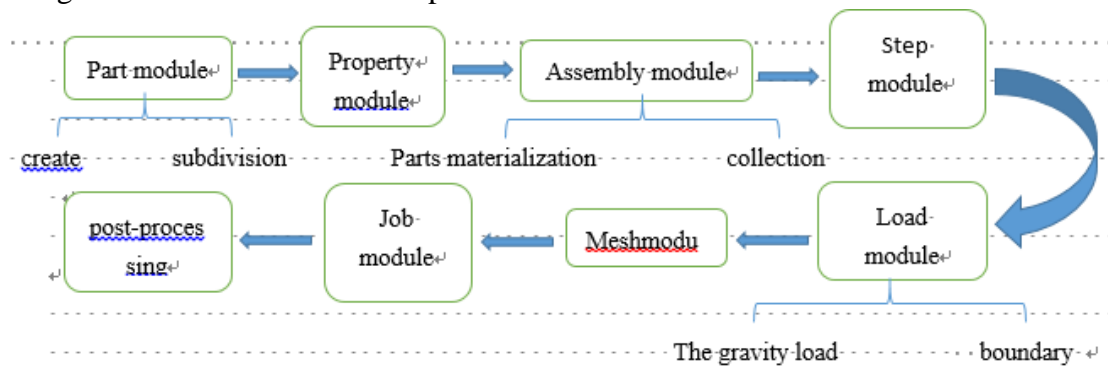 Part module
Property
module
Assembly module
Step
module
create
subdivision
Parts materialization
collection
post-proces
sing
Job
module
Meshmodu
Load
module
The gravity load
boundary